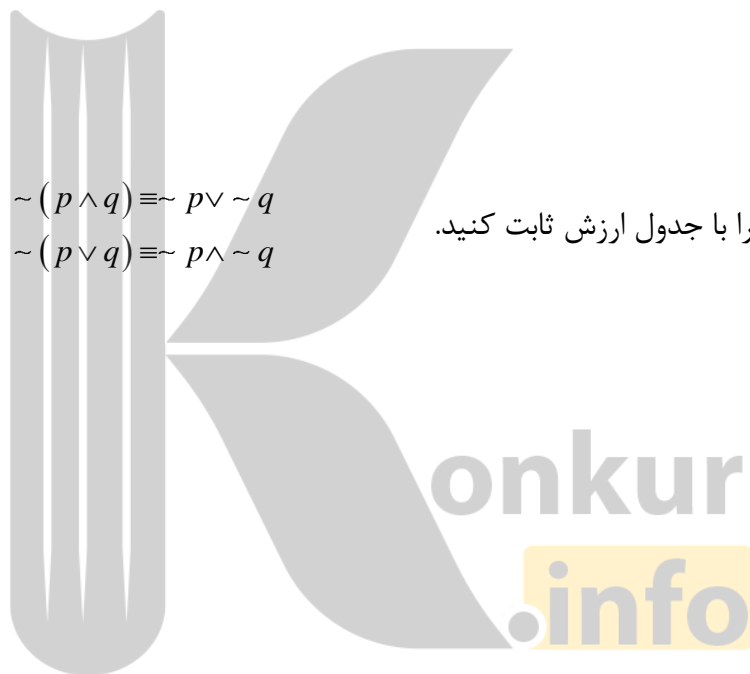 ~(p∧q)≡~p∨~q
را با جدول ارزش ثابت کنید.
~(p∨q)≡~p∧~q
onkur
.info